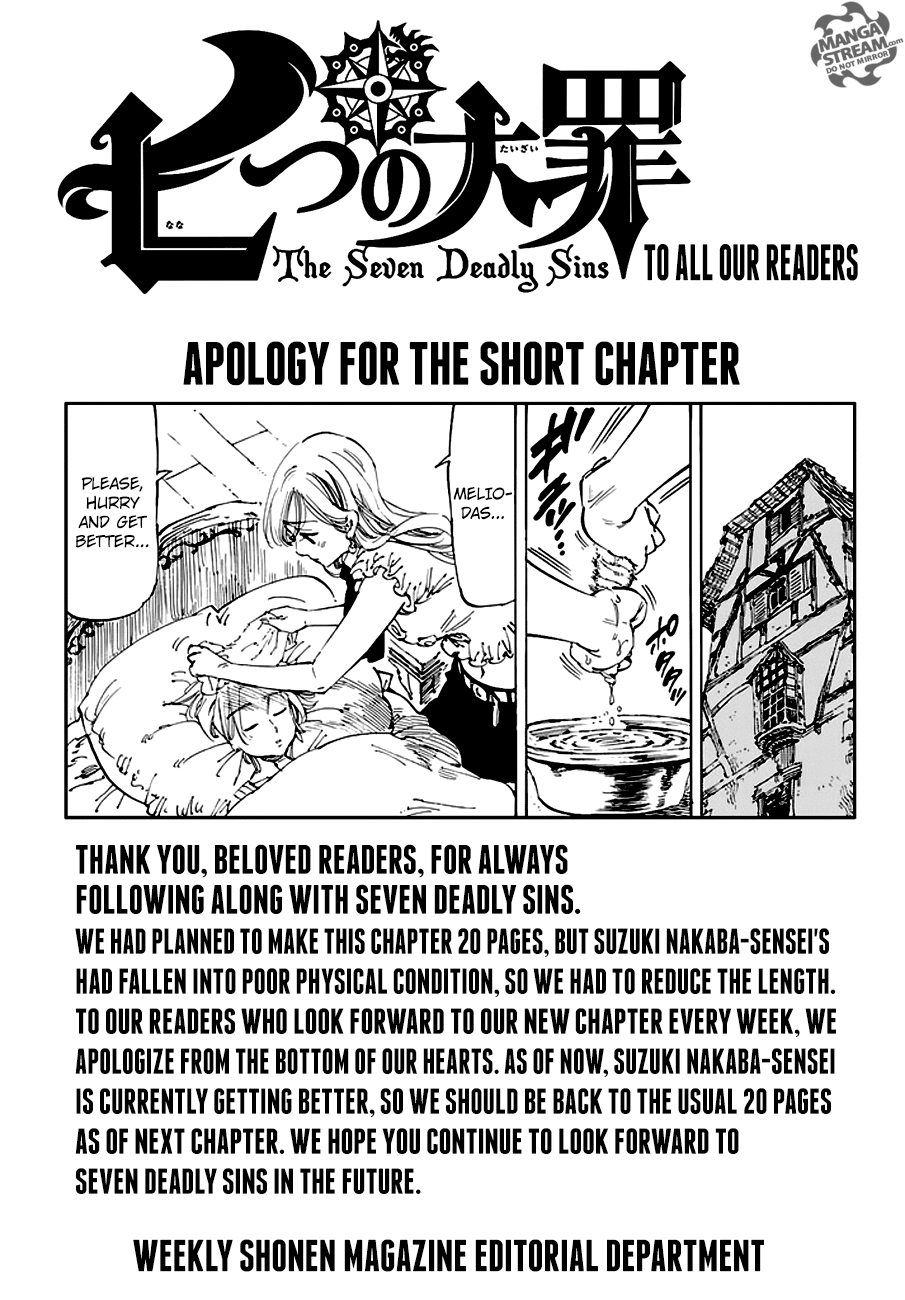 MANGA
STREAM.com
DO NOT MIRROR
七つの大罪
なな
たいざい
The Seven Deadly Sins
TO ALL OUR READERS
APOLOGY FOR THE SHORT CHAPTER
MELIO-
DAS...
PLEASE,
HURRY
AND GET
BETTER...
THANK YOU, BELOVED READERS, FOR ALWAYS
FOLLOWING ALONG WITH SEVEN DEADLY SINS.
WE HAD PLANNED TO MAKE THIS CHAPTER 20 PAGES, BUT SUZUKI NAKABA-SENSEI'S
HAD FALLEN INTO POOR PHYSICAL CONDITION, SO WE HAD TO REDUCE THE LENGTH.
TO OUR READERS WHO LOOK FORWARD TO OUR NEW CHAPTER EVERY WEEK, WE
APOLOGIZE FROM THE BOTTOM OF OUR HEARTS. AS OF NOW, SUZUKI NAKABA-SENSEI
IS CURRENTLY GETTING BETTER, SO WE SHOULD BE BACK TO THE USUAL 20 PAGES
AS OF NEXT CHAPTER. WE HOPE YOU CONTINUE TO LOOK FORWARD TO
SEVEN DEADLY SINS IN THE FUTURE.
WEEKLY SHONEN MAGAZINE EDITORIAL DEPARTMENT